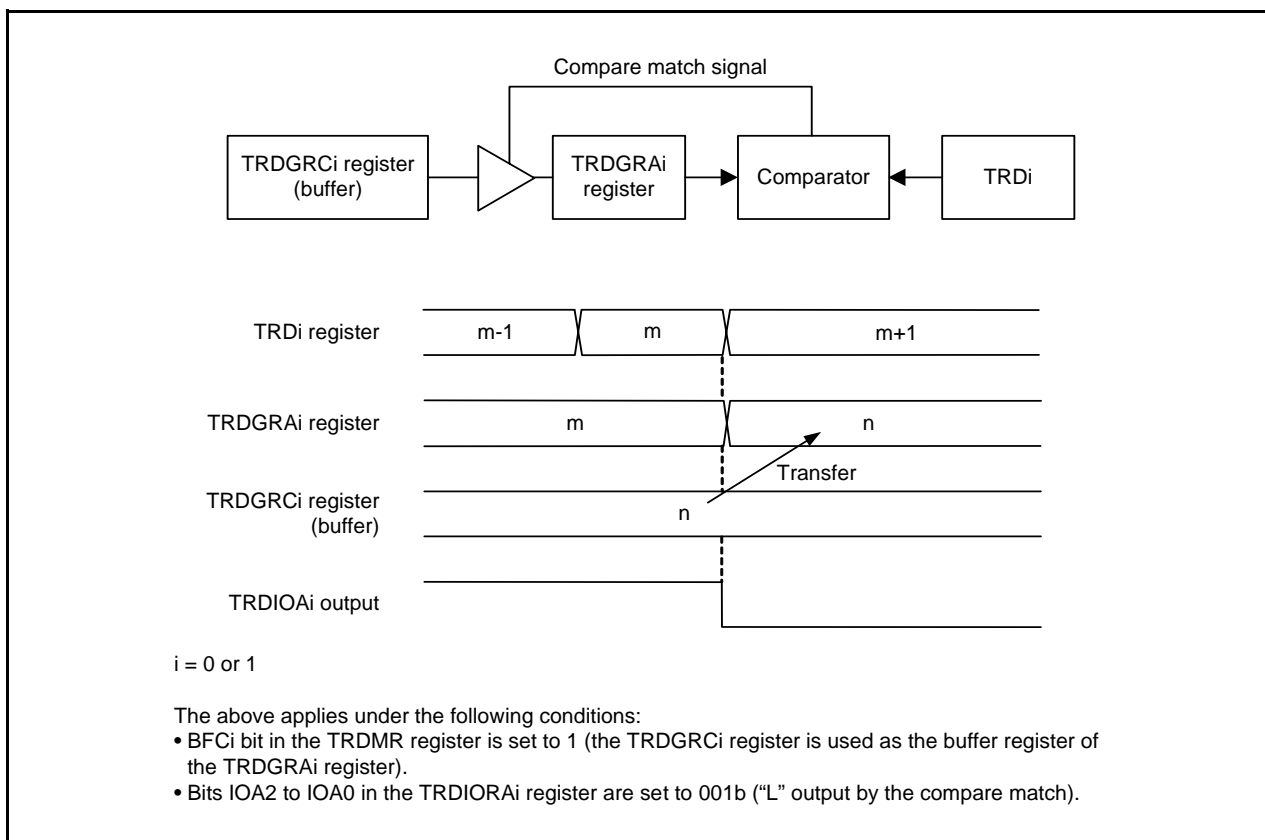 Compare match signal
TRDGRCi register
(buffer)
TRDGRAi
register
Comparator
TRDi
TRDi register
m-1
m
m+1
TRDGRAi register
m
n
Transfer
TRDGRCi register
(buffer)
n
TRDIOAi output
i = 0 or 1
The above applies under the following conditions:
• BFCi bit in the TRDMR register is set to 1 (the TRDGRCi register is used as the buffer register of
the TRDGRAi register).
• Bits IOA2 to IOA0 in the TRDIORAi register are set to 001b (“L” output by the compare match).